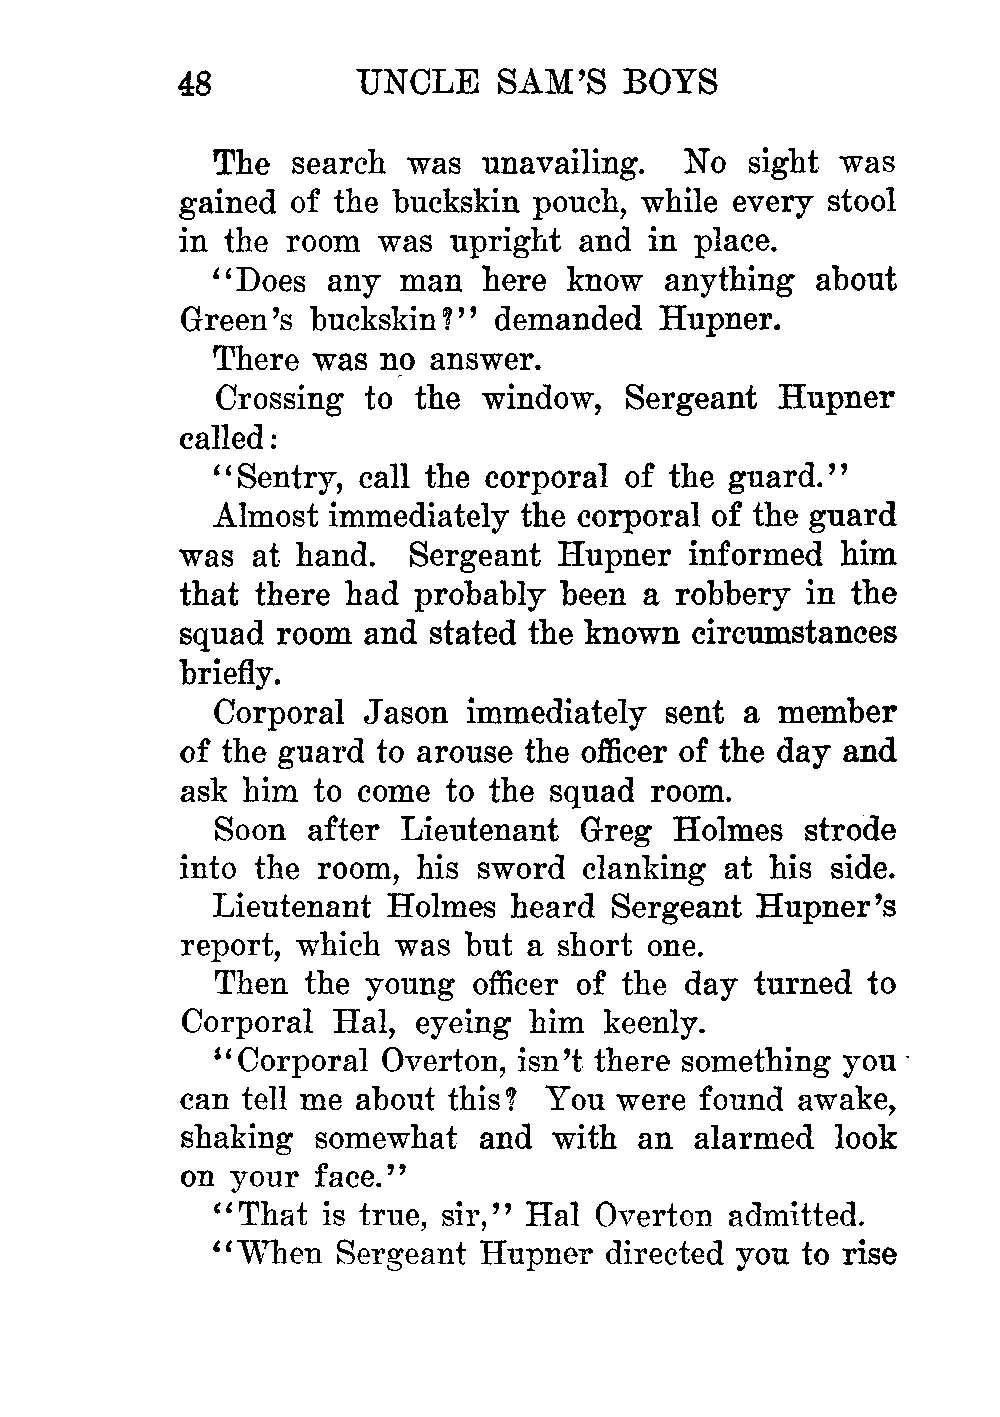 48 UNCLE SAM'S BOYS
The search was unavailing. No sight was
gained of the buckskin pouch, while every stool
in the room was upright and in place.
"Does any man here know anything about
Green's buckskin?" demanded Hupner.
There was no answer.
Crossing to the window, Sergeant Hupner
called:
"Sentry, call the corporal of the guard."
Almost immediately the corporal of the guard
was at hand. Sergeant Hupner informed him
that there had probably been a robbery in the
squad room and stated the known circumstances
briefly.
Corporal Jason immediately sent a member
of the guard to arouse the officer of the day and
ask him to come to the squad room.
Soon after Lieutenant Greg Holmes strode
into the room, his sword clanking at his side.
Lieutenant Holmes heard Sergeant Hupner's
report, which was but a short one.
Then the young officer of the day turned to
Corporal Hal, eyeing him keenly.
"Corporal Overton, isn't there something you
can tell me about this? You were found awake,
shaking somewhat and with an alarmed look
on your face."
"That is true, sir," Hal Overton admitted.
"When Sergeant Hupner directed you to rise